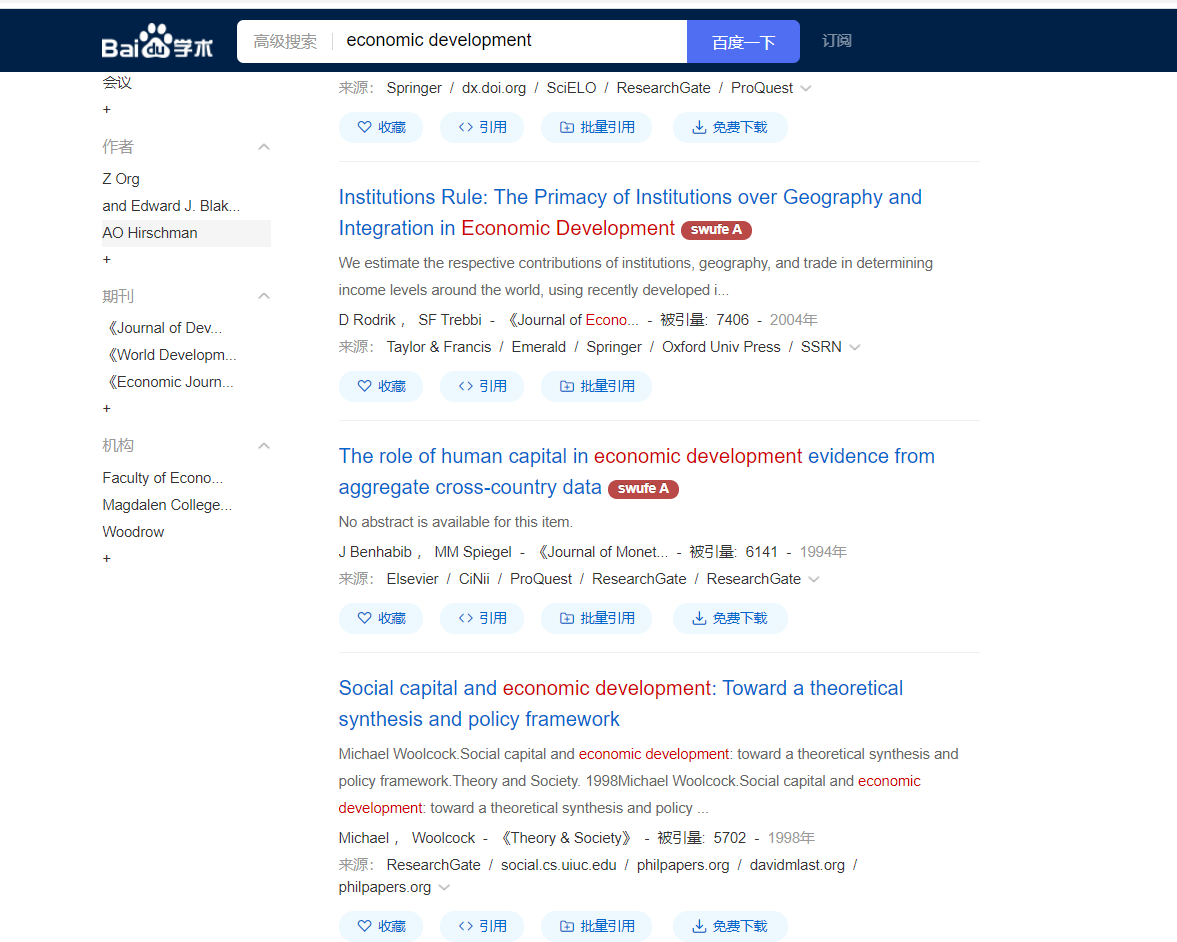 Bai du 学术
高级搜索 economic development 百度一下 订阅
会议
+
作者
Z Org
and Edward J. Blak...
AO Hirschman
+
期刊
《Journal of Dev...
《World Developm...
《Economic Journ...
+
机构
Faculty of Econo...
Magdalen College...
Woodrow
+
来源： Springer / dx.doi.org / SciELO / ResearchGate / ProQuest
收藏 <> 引用 批量引用 免费下载
Institutions Rule: The Primacy of Institutions over Geography and
Integration in Economic Development swufe A
We estimate the respective contributions of institutions, geography, and trade in determining
income levels around the world, using recently developed i...
D Rodrik， SF Trebbi - 《Journal of Econo... - 被引量: 7406 - 2004年
来源： Taylor & Francis / Emerald / Springer / Oxford Univ Press / SSRN
收藏 <> 引用 批量引用
The role of human capital in economic development evidence from
aggregate cross-country data swufe A
No abstract is available for this item.
J Benhabib， MM Spiegel - 《Journal of Monet... - 被引量: 6141 - 1994年
来源： Elsevier / CiNii / ProQuest / ResearchGate / ResearchGate
收藏 <> 引用 批量引用 免费下载
Social capital and economic development: Toward a theoretical
synthesis and policy framework
Michael Woolcock.Social capital and economic development: toward a theoretical synthesis and
policy framework.Theory and Society. 1998Michael Woolcock.Social capital and economic
development: toward a theoretical synthesis and policy ...
Michael， Woolcock - 《Theory & Society》 - 被引量: 5702 - 1998年
来源： ResearchGate / social.cs.uiuc.edu / philpapers.org / davidmlast.org /
philpapers.org
收藏 <> 引用 批量引用 免费下载